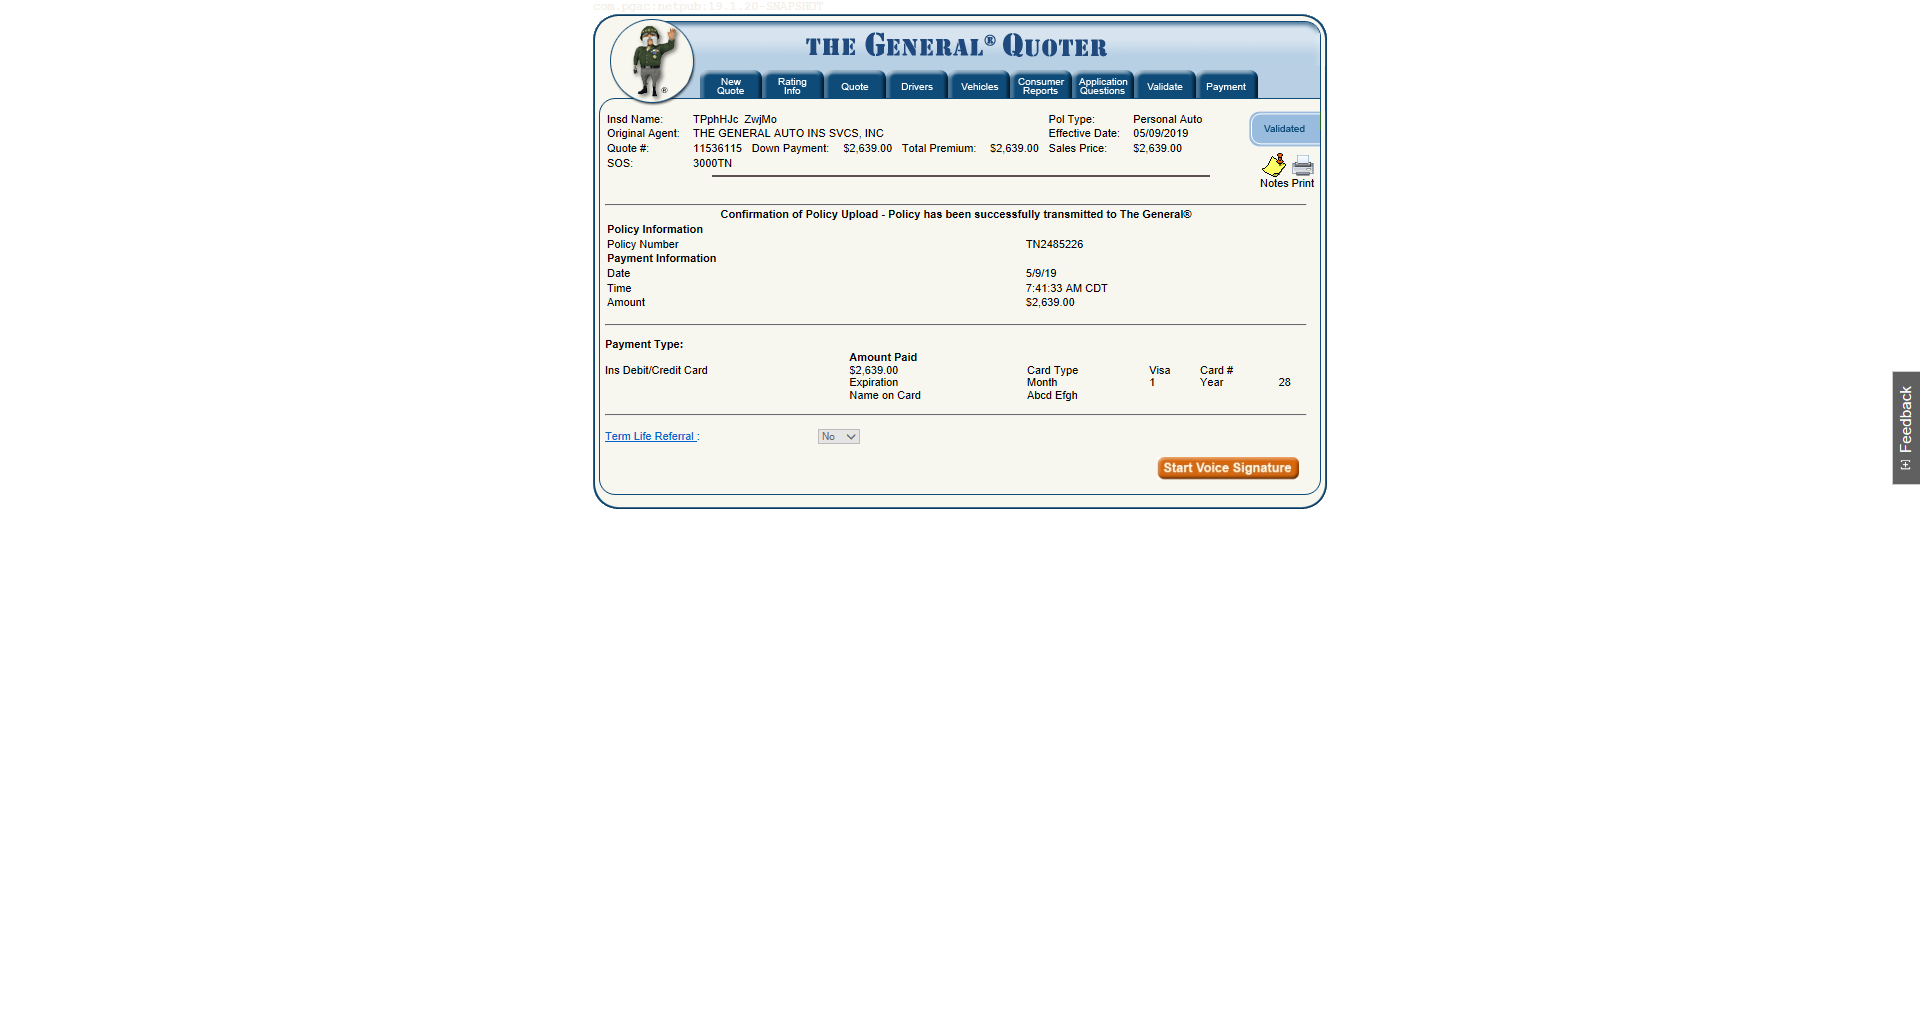 com.pgac:netpub:19.1.20-SNAPSHOT
THE GENERAL® QUOTER
New Quote
Rating Info
Quote
Drivers
Vehicles
Consumer Reports
Application Questions
Validate
Payment
Insd Name: TPphHJc ZwjMo Pol Type: Personal Auto
Validated
Original Agent: THE GENERAL AUTO INS SVCS, INC Effective Date: 05/09/2019
Quote #: 11536115 Down Payment: $2,639.00 Total Premium: $2,639.00 Sales Price: $2,639.00
SOS: 3000TN
Notes Print
Confirmation of Policy Upload - Policy has been successfully transmitted to The General®
Policy Information
Policy Number TN2485226
Payment Information
Date 5/9/19
Time 7:41:33 AM CDT
Amount $2,639.00
Payment Type:
Amount Paid
Ins Debit/Credit Card $2,639.00 Card Type Visa Card #
Expiration Month 1 Year 28
Name on Card Abcd Efgh
Term Life Referral : No
Start Voice Signature
[+] Feedback
®